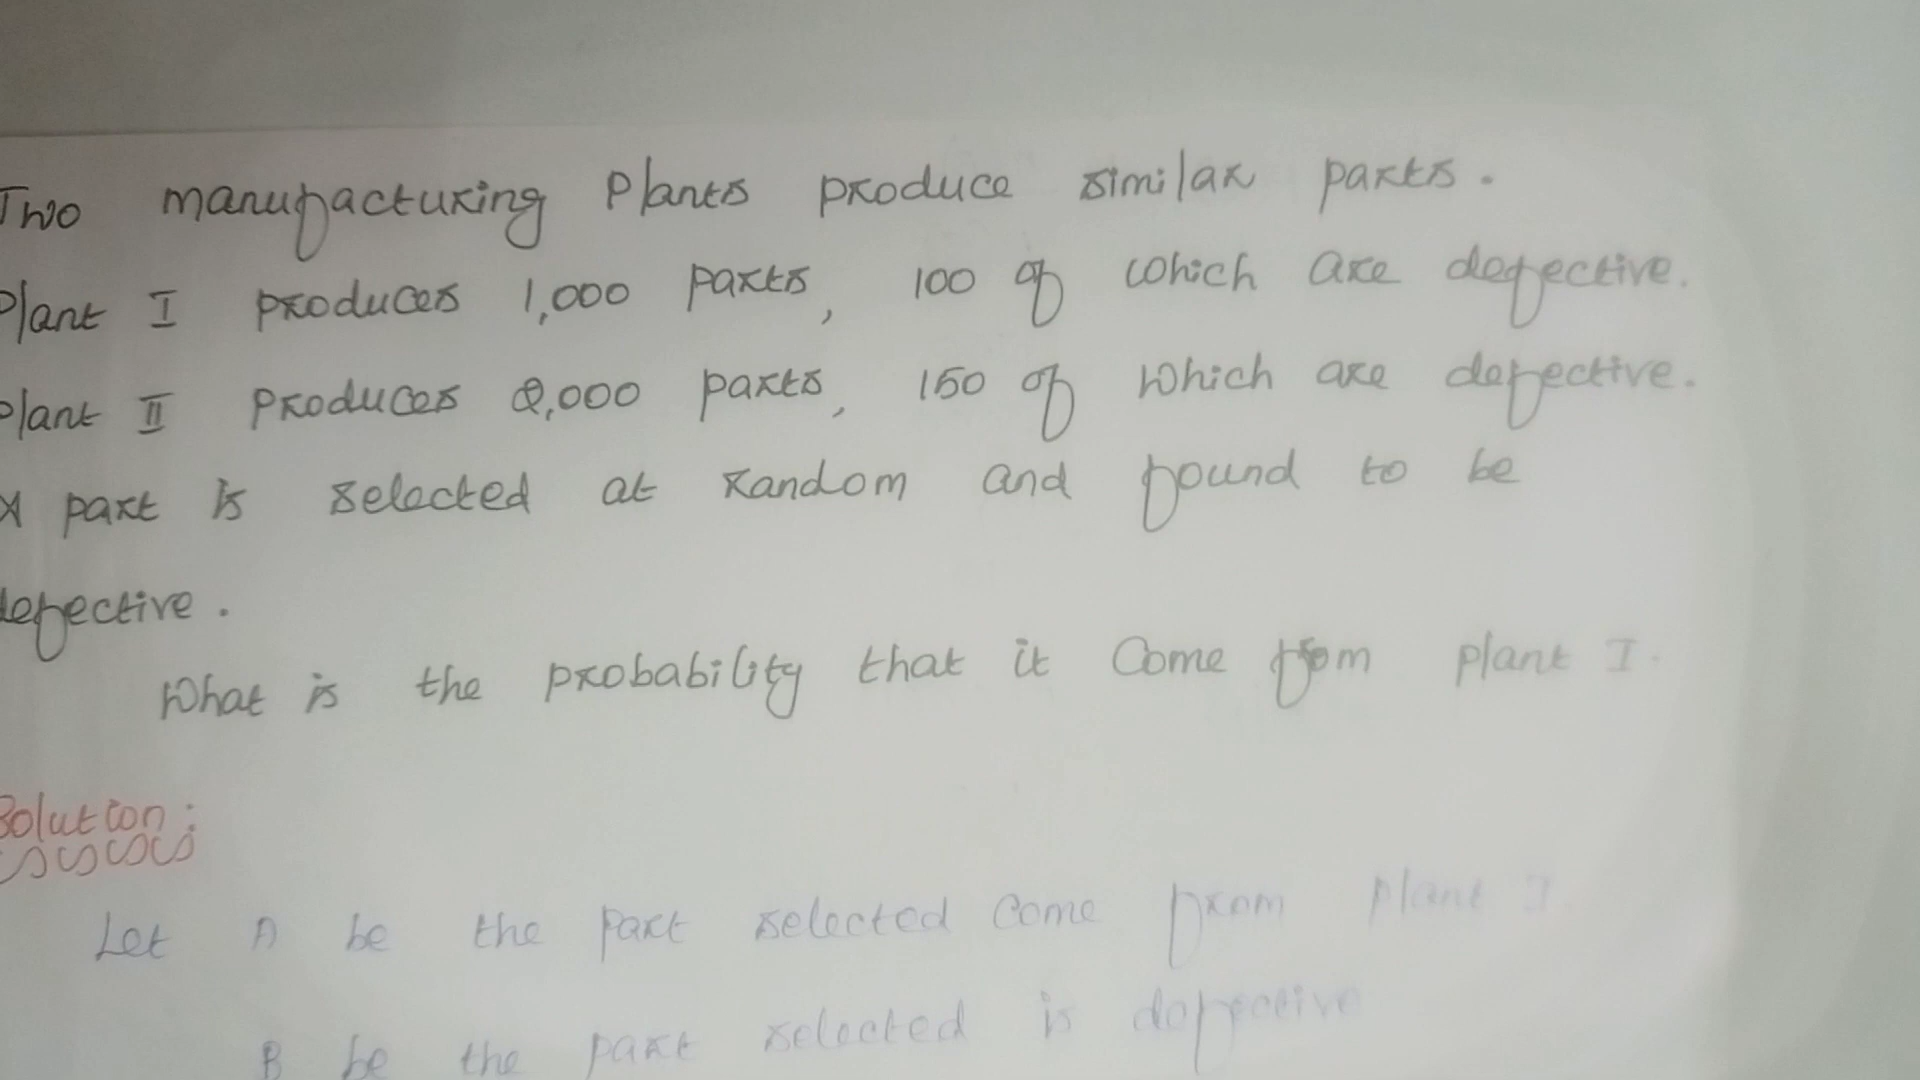 Two manufacturing Plants produce similar parts.
Plant I produces 1,000 parts, 100 of which are defective.
Plant II produces 2,000 parts, 150 of which are defective.
A part is selected at random and found to be
defective.
What is the probability that it Come from plant I.
Solution:
Let A be the part selected Come from Plant I.
B be the part selected is defective